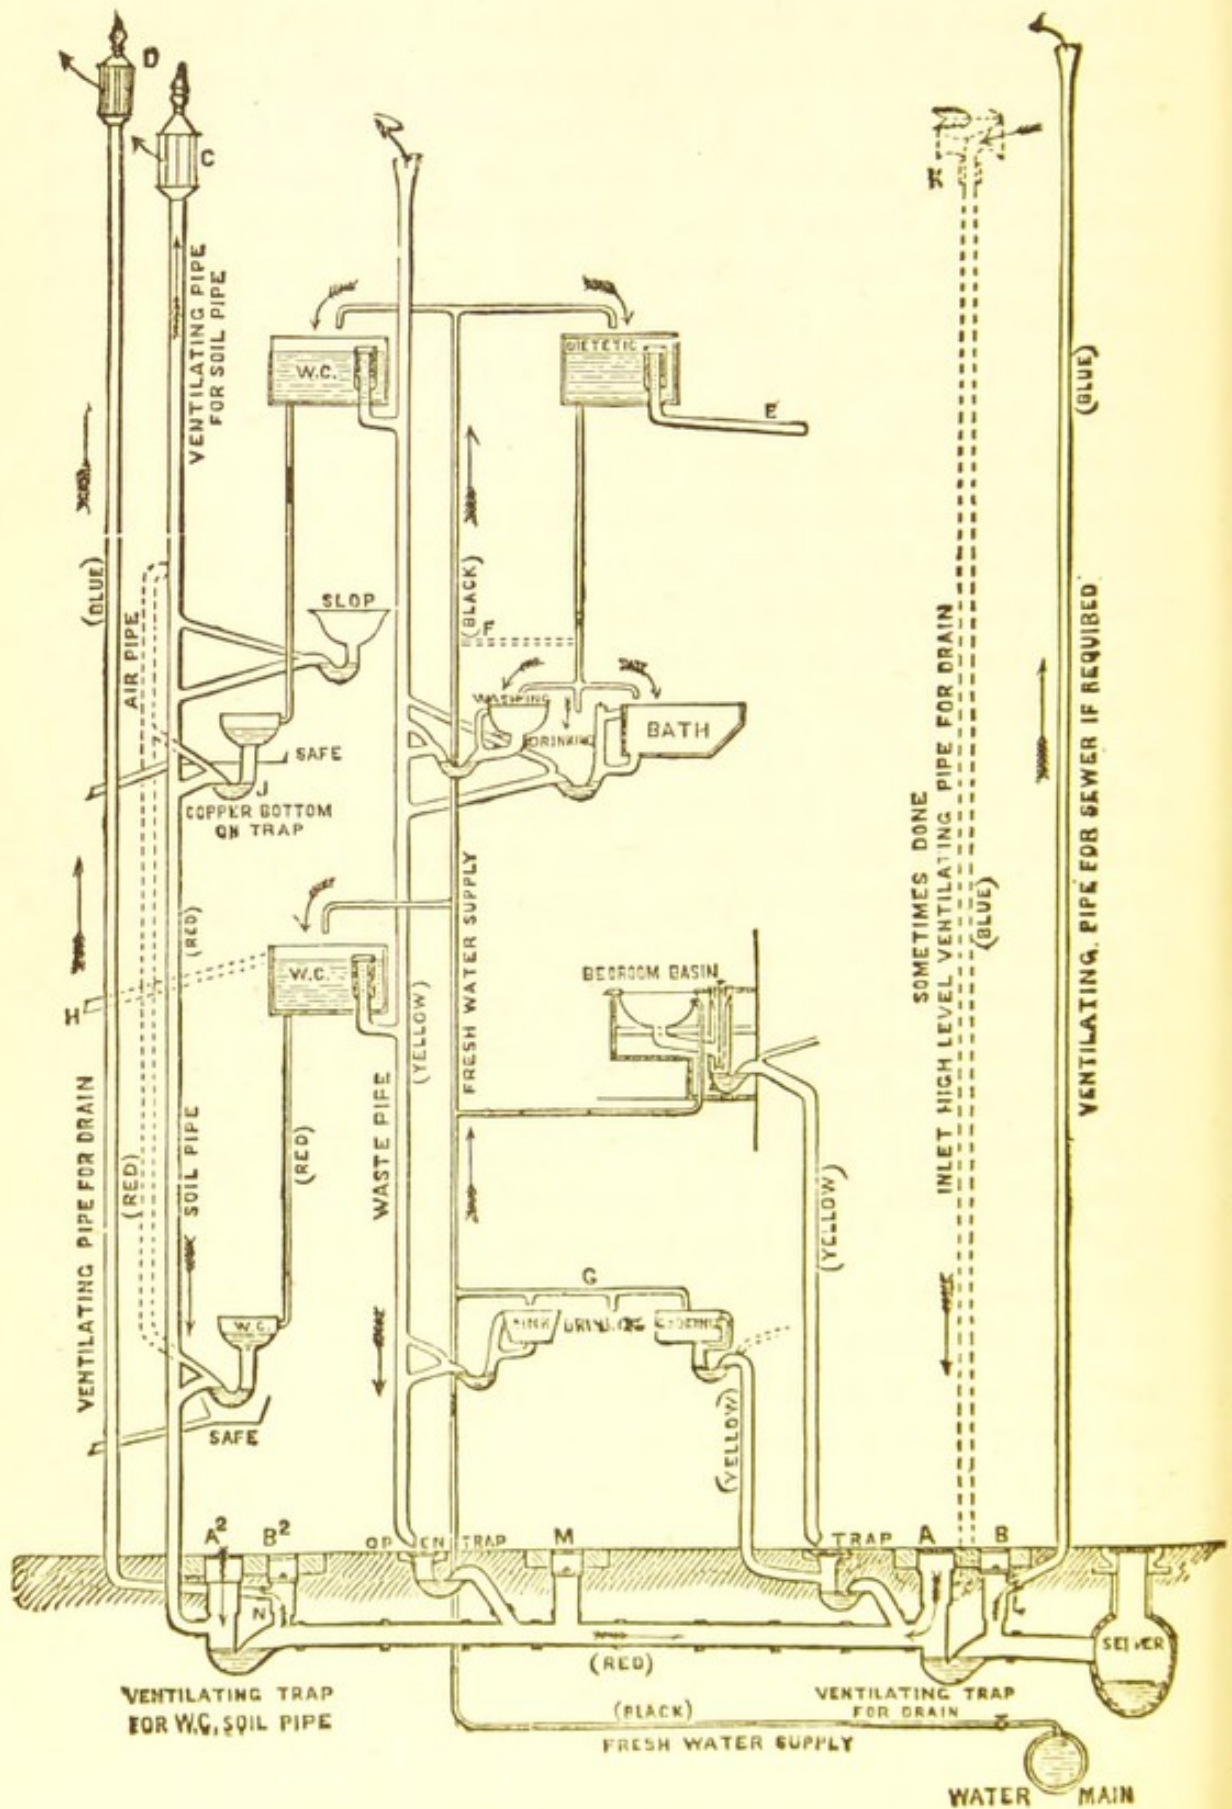 D
C
VENTILATING PIPE
FOR SOIL PIPE
K
W.C.
DIETETIC
E
(BLUE)
(BLUE)
AIR PIPE
SLOP
(BLACK)
F
WASHING
DRINKING
BATH
SAFE
J
COPPER BOTTOM
ON TRAP
(RED)
W.C.
H
(YELLOW)
FRESH WATER SUPPLY
BEDROOM BASIN
SOMETIMES DONE
INLET HIGH LEVEL VENTILATING PIPE FOR DRAIN
(BLUE)
VENTILATING PIPE FOR SEWER IF REQUIRED
VENTILATING PIPE FOR DRAIN
(RED)
SOIL PIPE
(RED)
WASTE PIPE
(YELLOW)
G
W.C.
SINK
SAFE
(YELLOW)
A2
B2
OPEN TRAP
M
TRAP
A
B
N
SEWER
(RED)
VENTILATING TRAP
FOR W.C, SOIL PIPE
VENTILATING TRAP
FOR DRAIN
(BLACK)
FRESH WATER SUPPLY
WATER MAIN